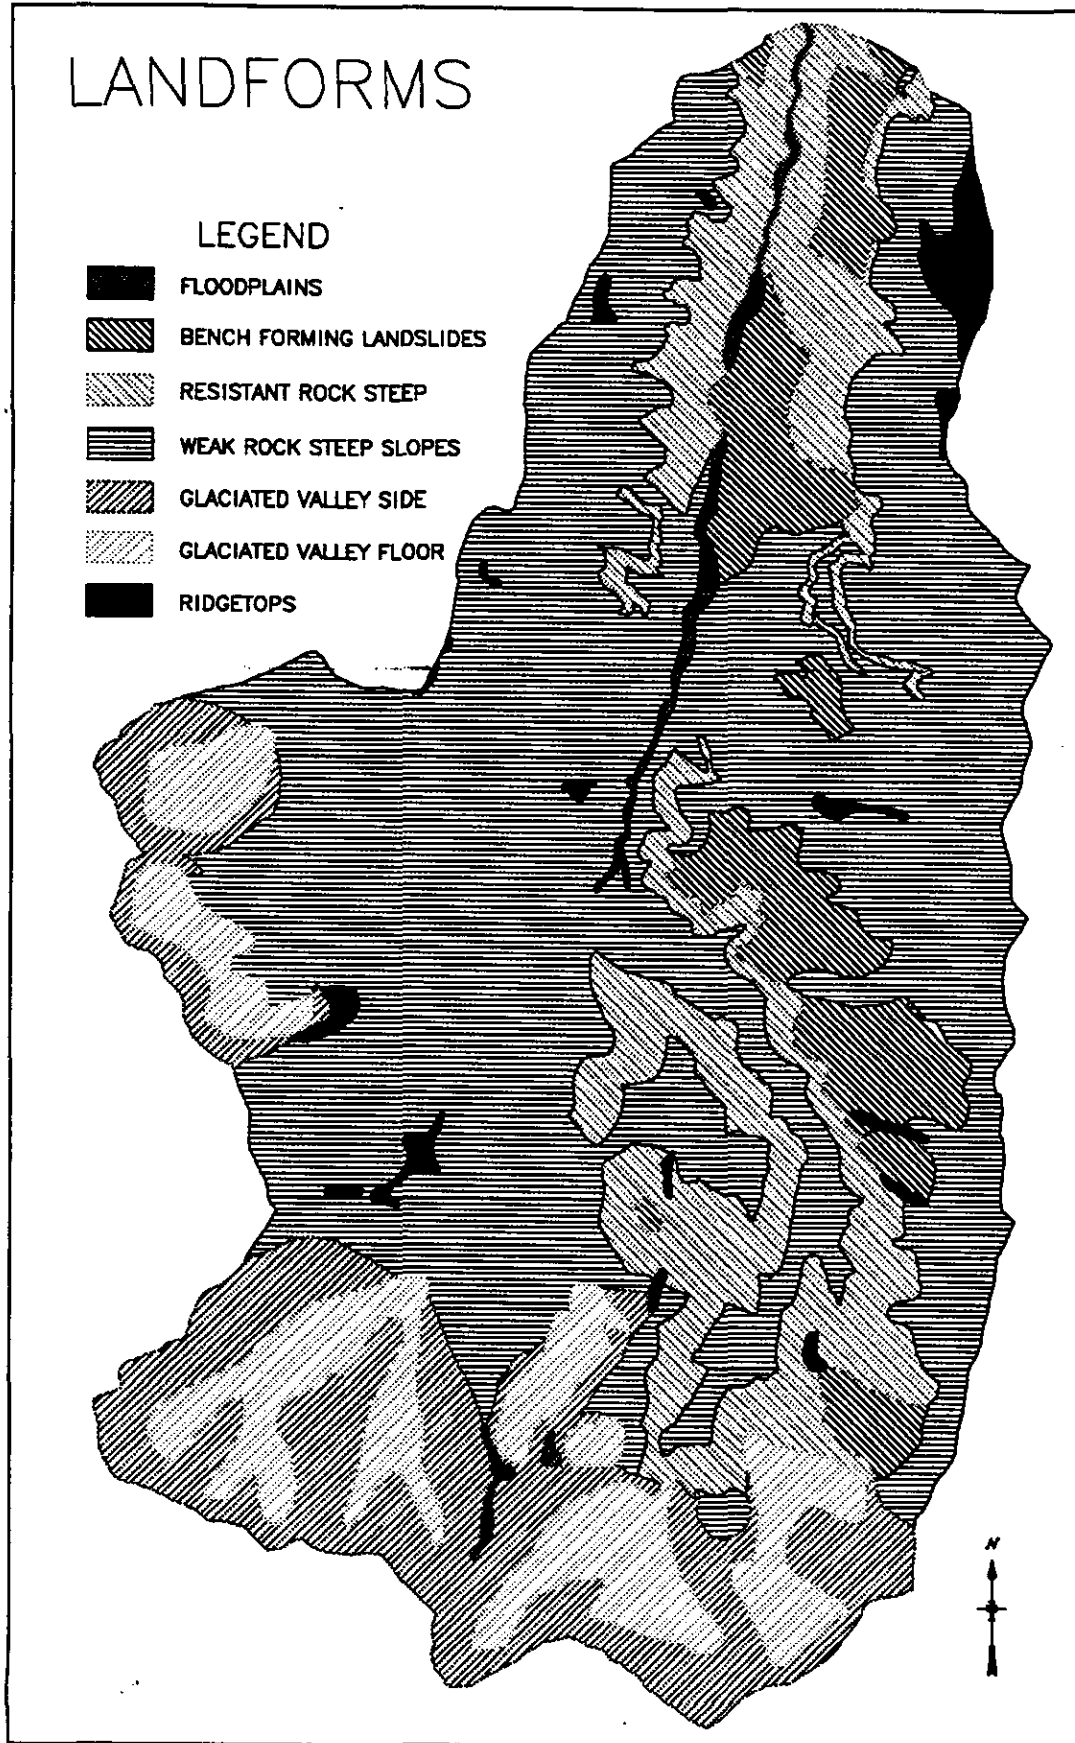 LANDFORMS
LEGEND
FLOODPLAINS
BENCH FORMING LANDSLIDES
RESISTANT ROCK STEEP
WEAK ROCK STEEP SLOPES
GLACIATED VALLEY SIDE
GLACIATED VALLEY FLOOR
RIDGETOPS
N